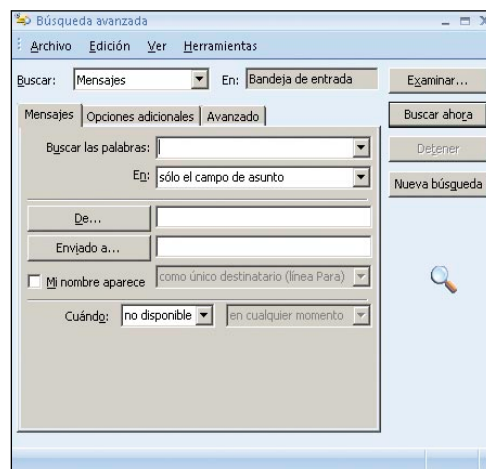 Búsqueda avanzada
Archivo Edición Ver Herramientas
Buscar: Mensajes En: Bandeja de entrada Examinar...
Mensajes Opciones adicionales Avanzado Buscar ahora
Buscar las palabras: Detener
En: sólo el campo de asunto Nueva búsqueda
De...
Enviado a...
Mi nombre aparece como único destinatario (línea Para)
Cuándo: no disponible en cualquier momento